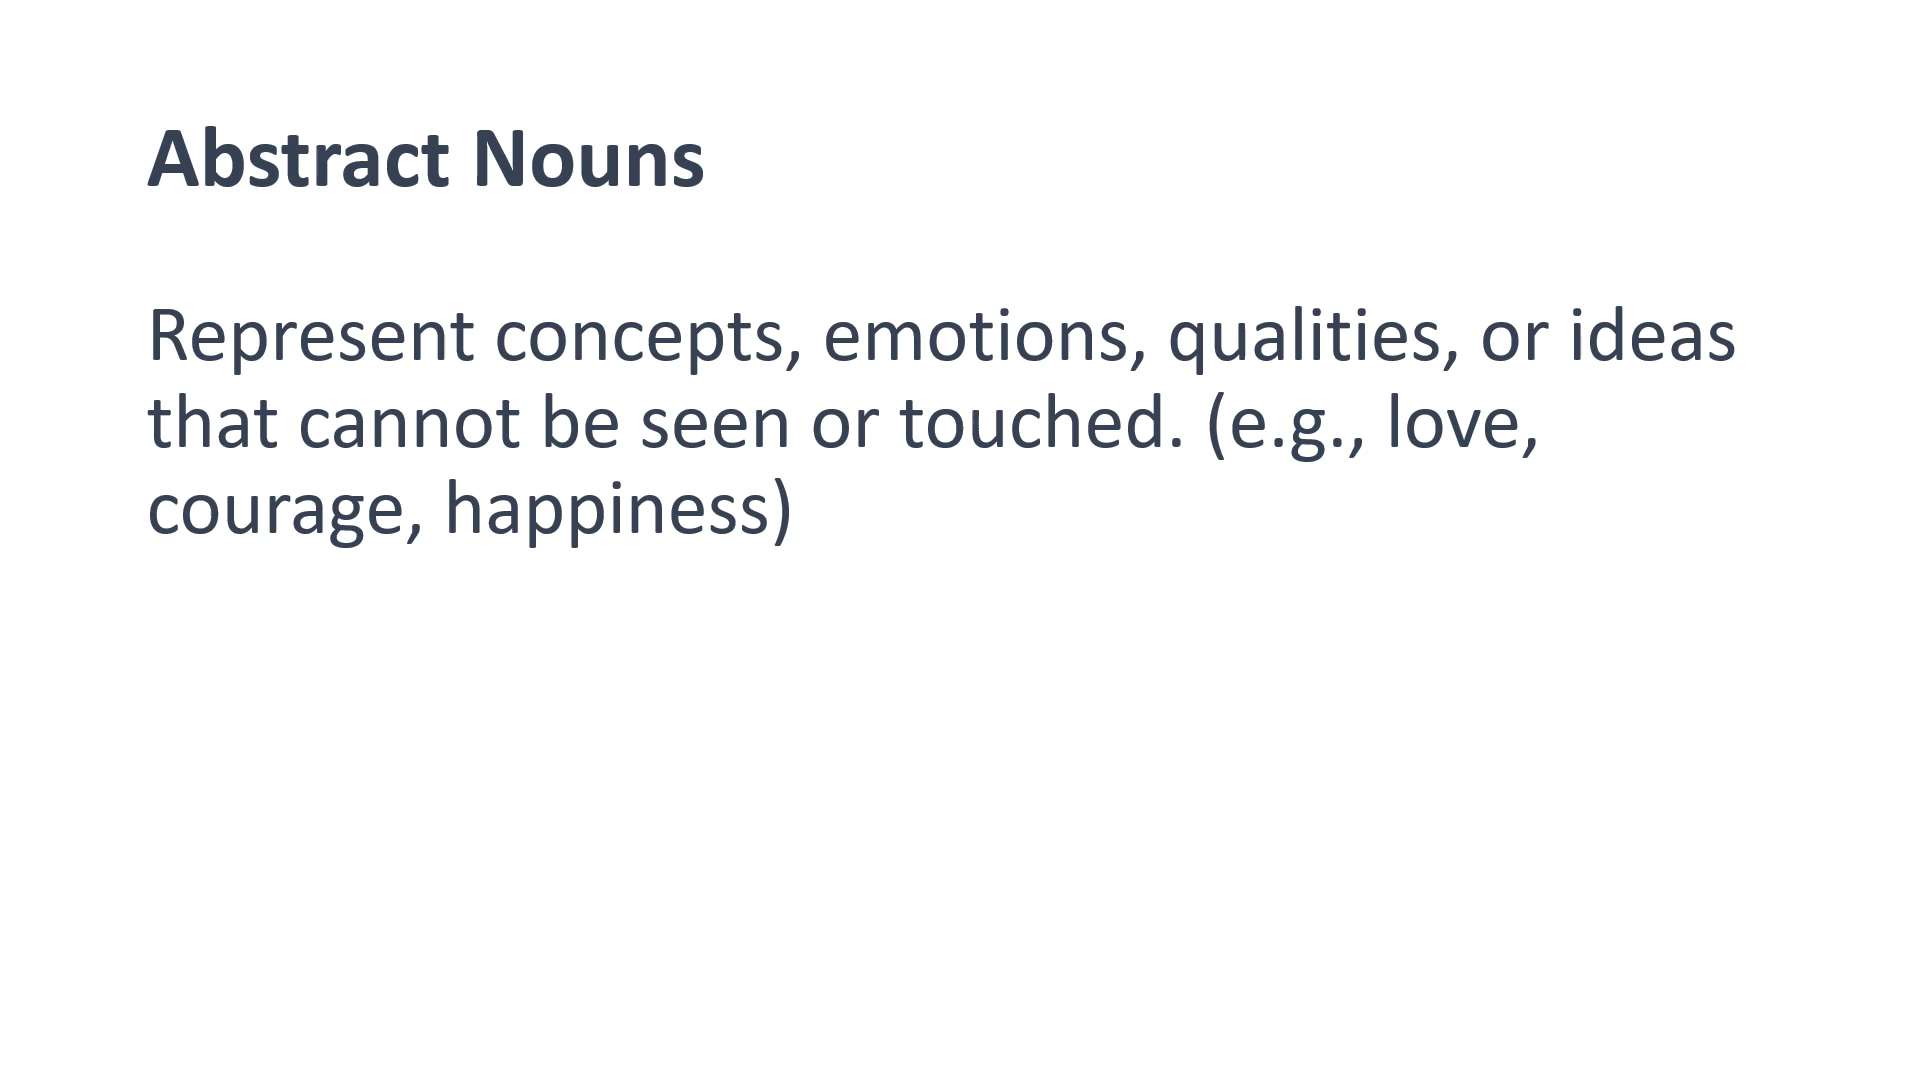 Abstract Nouns
Represent concepts, emotions, qualities, or ideas
that cannot be seen or touched. (e.g., love,
courage, happiness)